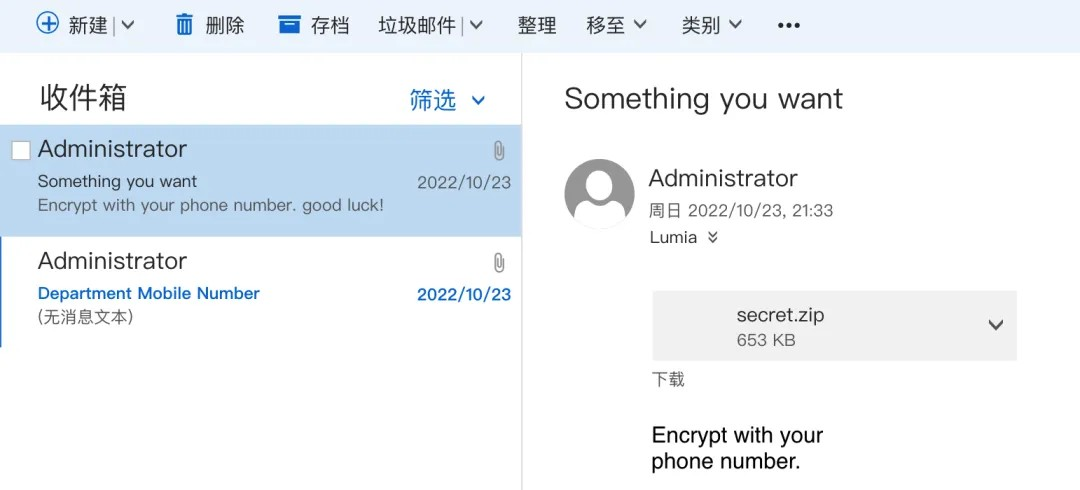 新建 删除 存档 垃圾邮件 整理 移至 类别 •••
收件箱
筛选
Administrator
Something you want 2022/10/23
Encrypt with your phone number. good luck!
Administrator
Department Mobile Number 2022/10/23
(无消息文本)
Something you want
Administrator
周日 2022/10/23, 21:33
Lumia
secret.zip
653 KB
下载
Encrypt with your
phone number.